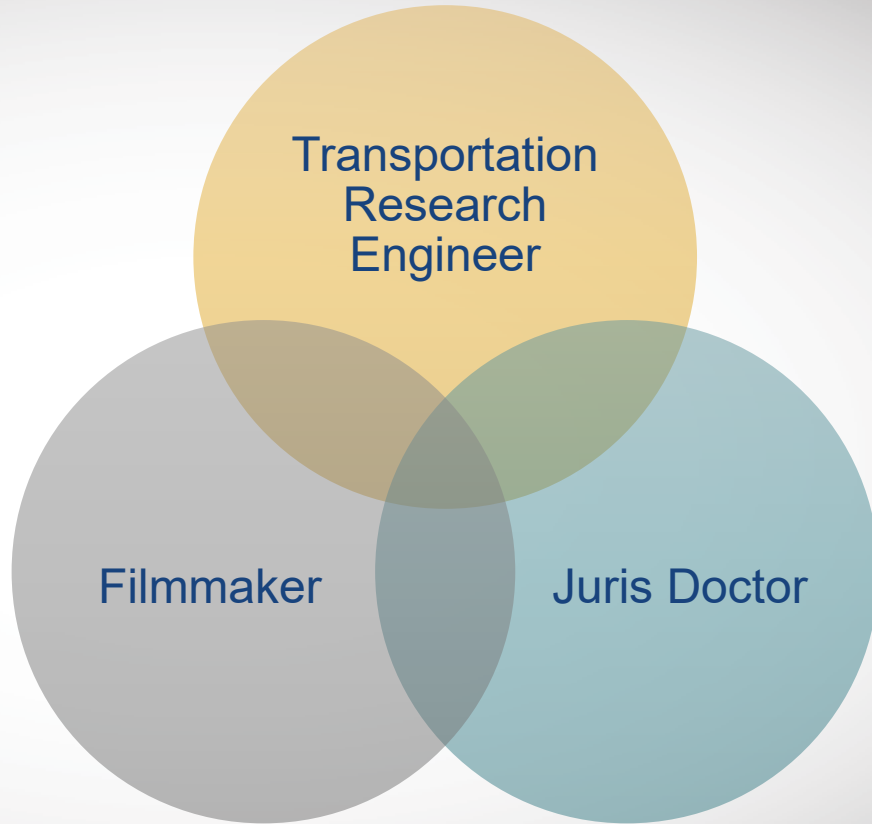 Transportation
Research
Engineer
Filmmaker
Juris Doctor